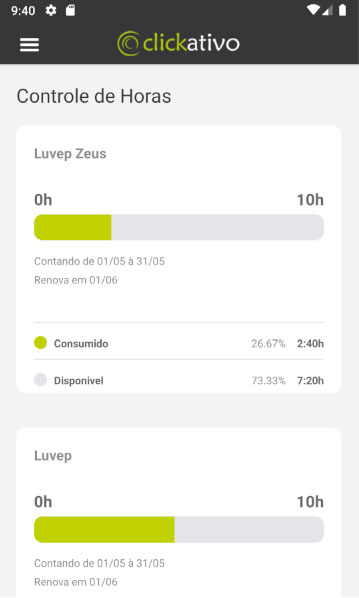 9:40
clickativo
Controle de Horas
Luvep Zeus
0h 10h
Contando de 01/05 à 31/05
Renova em 01/06
Consumido 26.67% 2:40h
Disponivel 73.33% 7:20h
Luvep
0h 10h
Contando de 01/05 à 31/05
Renova em 01/06